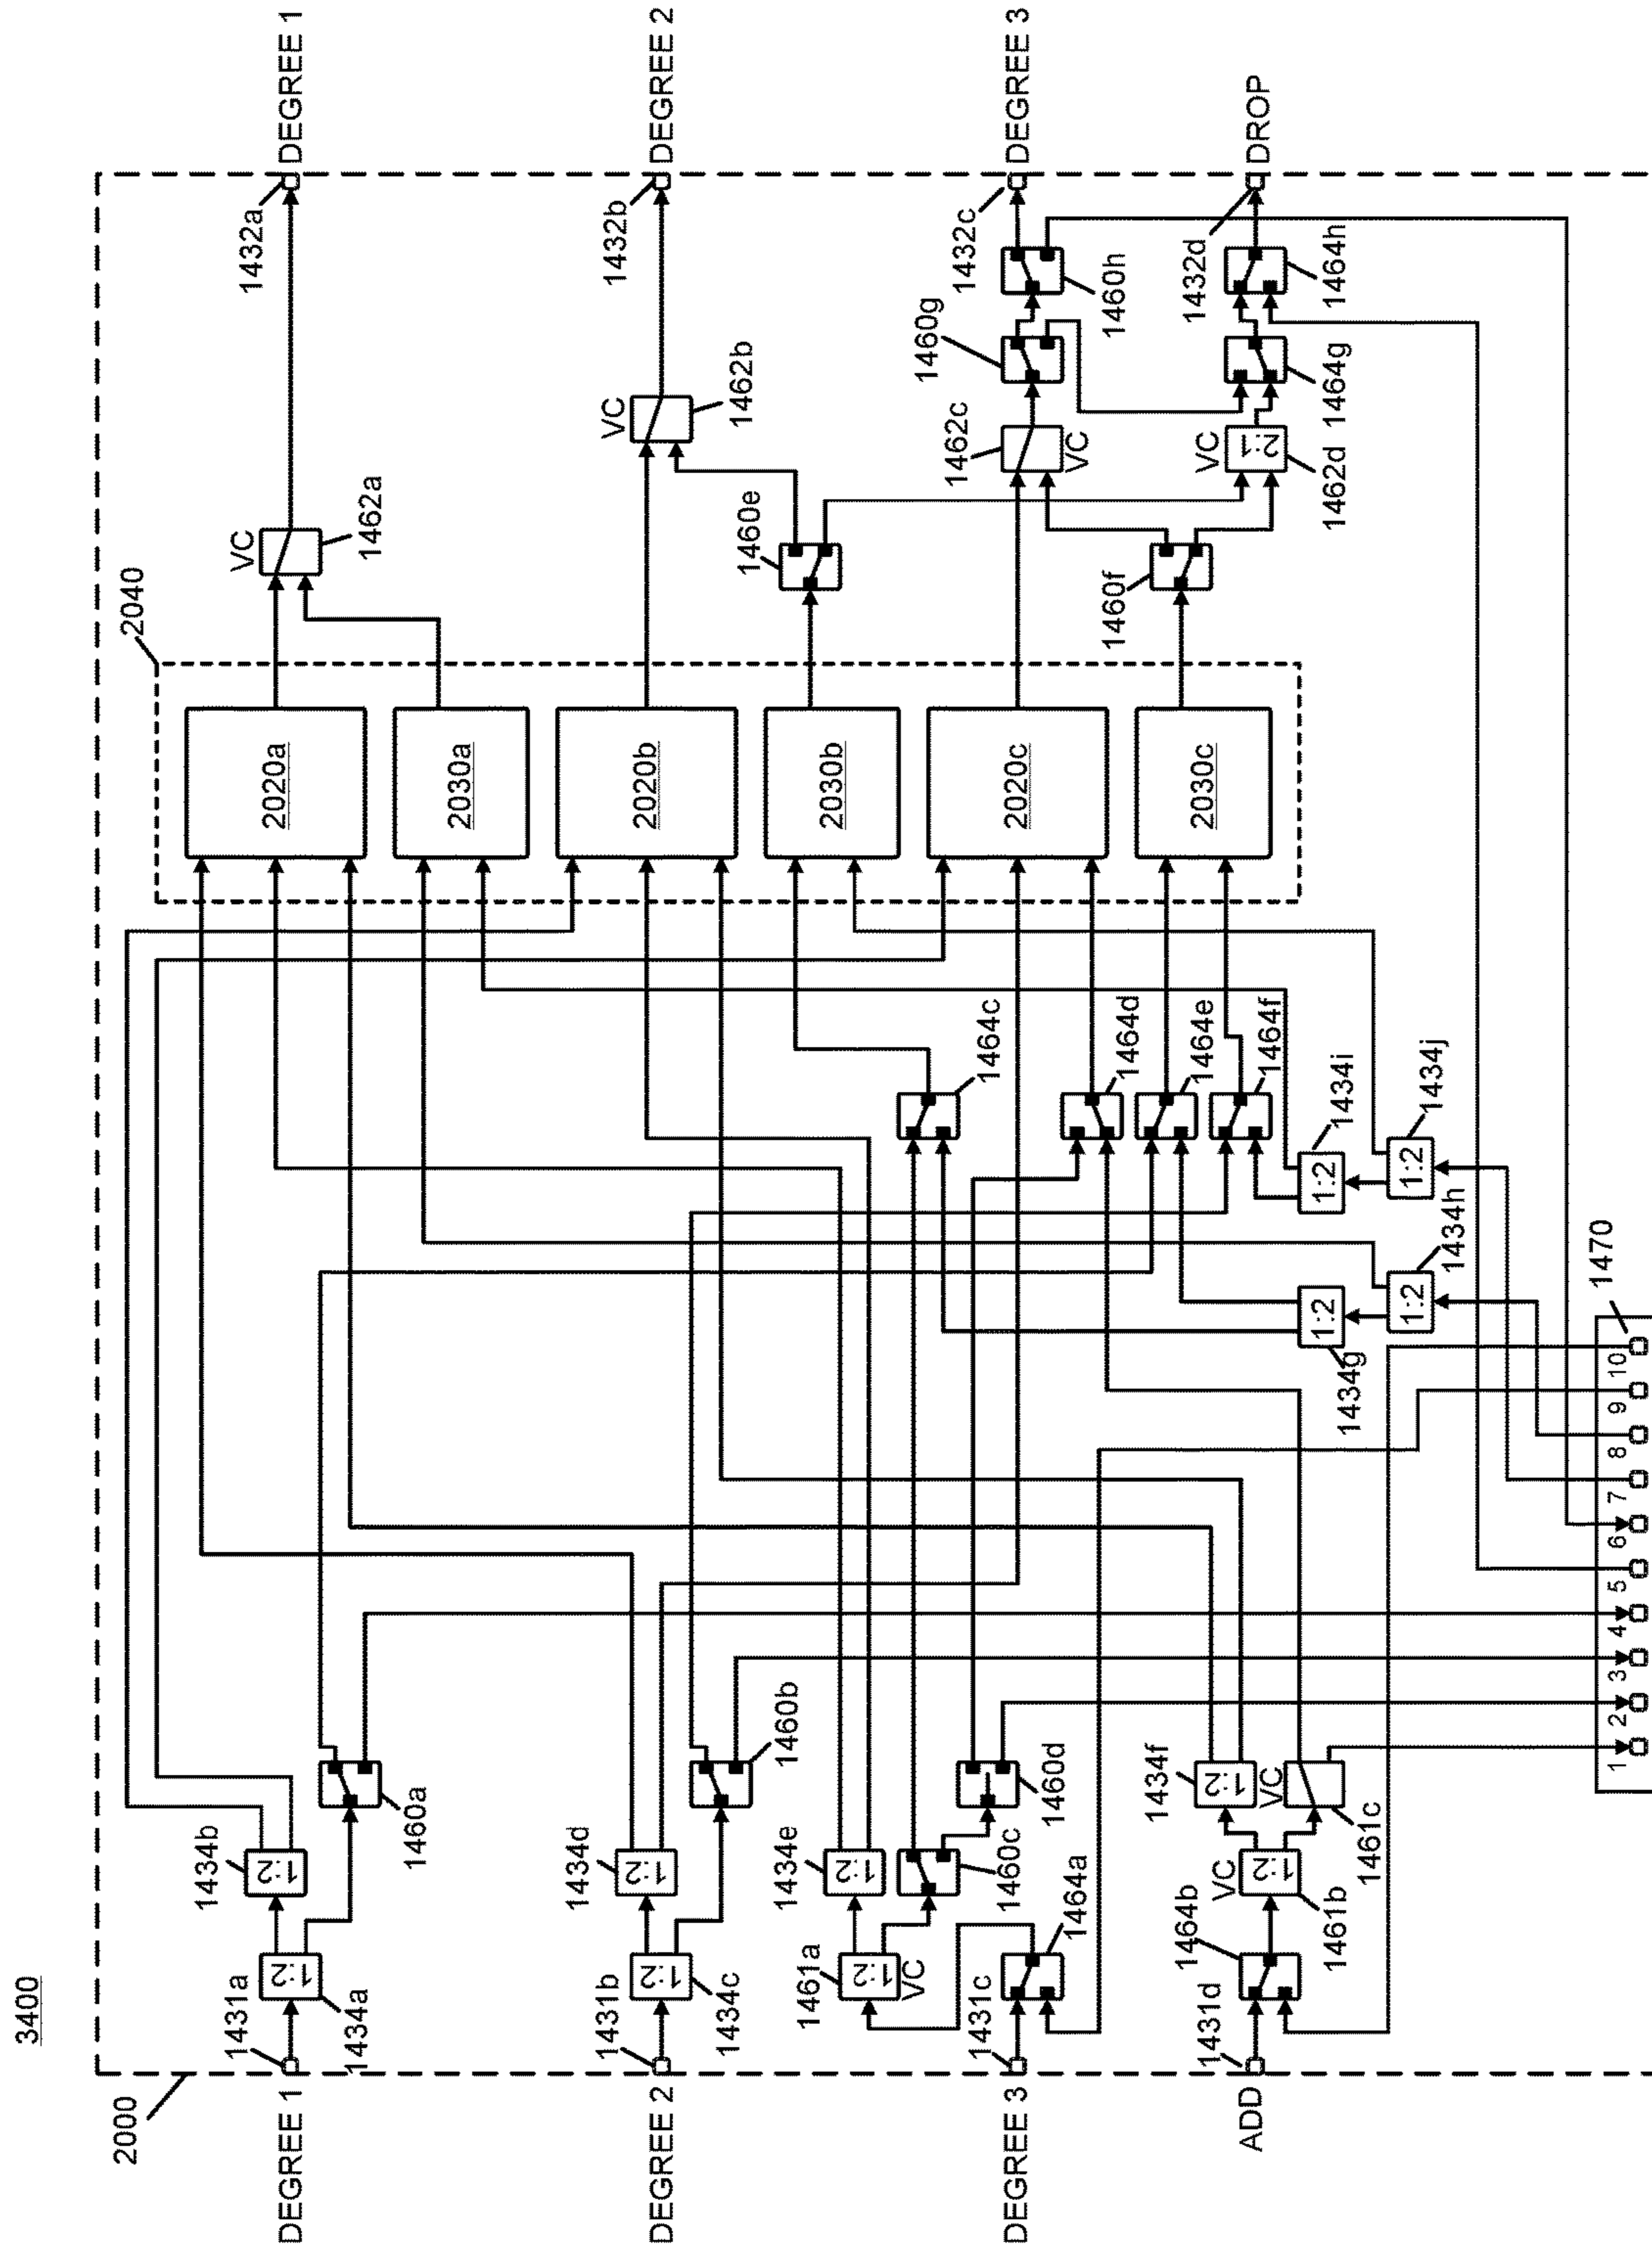 3400
2000
2040
DEGREE 1
1431a
1434a
1:2
1434b
1:2
1460a
2020a
2030a
VC
1462a
1432a
DEGREE 1
DEGREE 2
1431b
1434c
1:2
1434d
1:2
1460b
2020b
2030b
1460e
VC
1462b
1432b
DEGREE 2
DEGREE 3
1431c
1464a
1461a
1:2
VC
1434e
1:2
1460c
1460d
1464c
1464d
1464e
1464f
2020c
2030c
1460f
1462c
VC
1460g
1460h
1432c
DEGREE 3
ADD
1431d
1464b
VC
1:2
1461b
1434f
1:2
VC
1461c
1:2
1434g
1:2
1434h
1:2
1434i
1:2
1434j
VC
2:1
1462d
1464g
1464h
1432d
DROP
1470
1 2 3 4 5 6 7 8 9 10